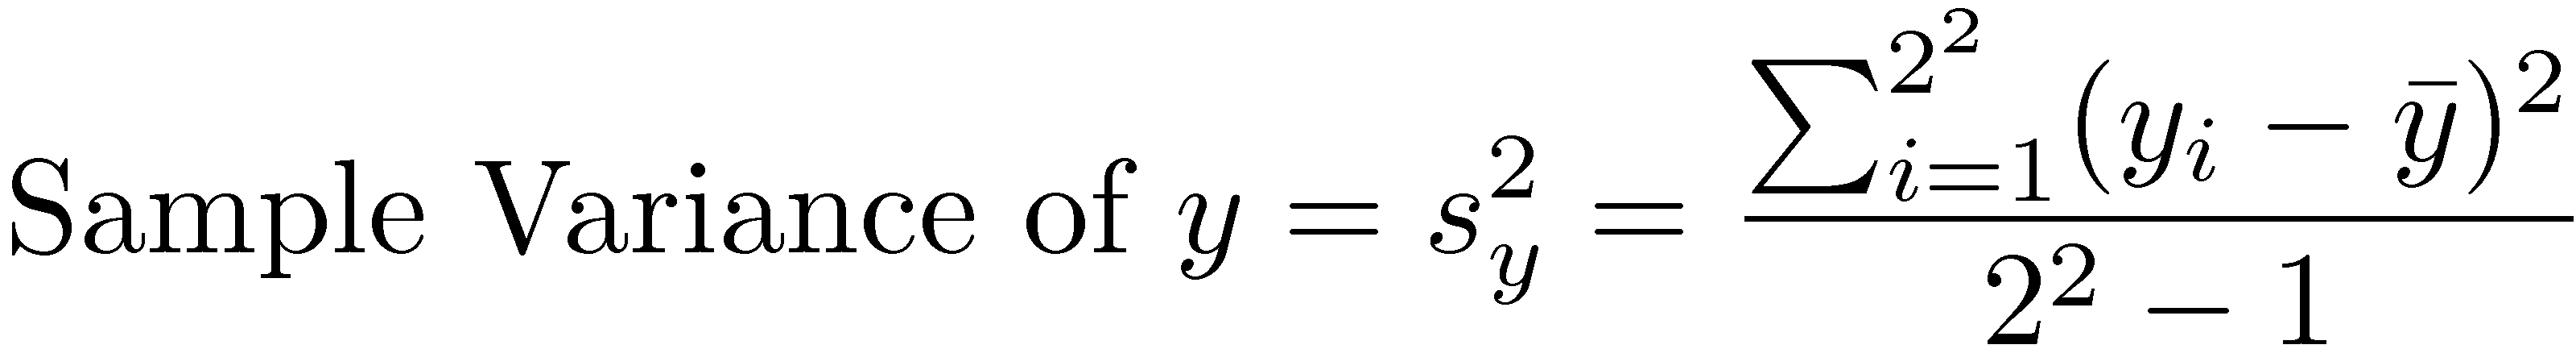 Sample Variance of $y = s_y^2 = \frac{\sum_{i=1}^{2^2} (y_i - \bar{y})^2}{2^2 - 1}$